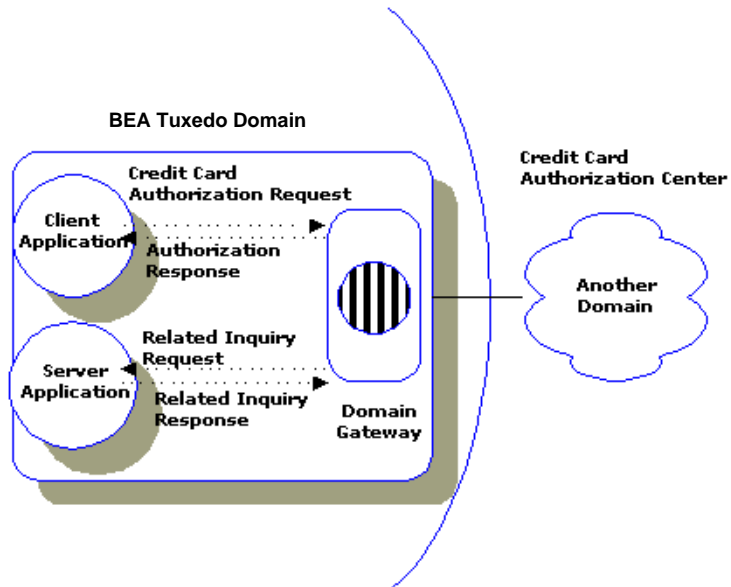 BEA Tuxedo Domain
Credit Card
Authorization Request
Client
Application
Authorization
Response
Related Inquiry
Request
Server
Application
Related Inquiry
Response
Domain
Gateway
Credit Card
Authorization Center
Another
Domain